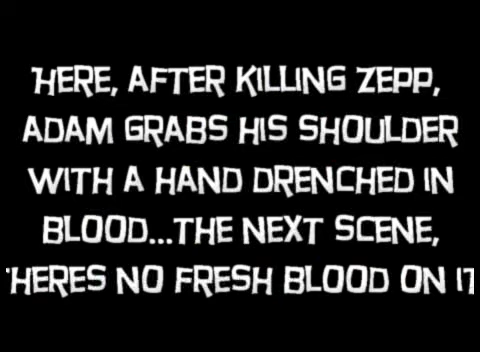 HERE, AFTER KILLING ZEPP,
ADAM GRABS HIS SHOULDER
WITH A HAND DRENCHED IN
BLOOD...THE NEXT SCENE,
'HERES NO FRESH BLOOD ON IT